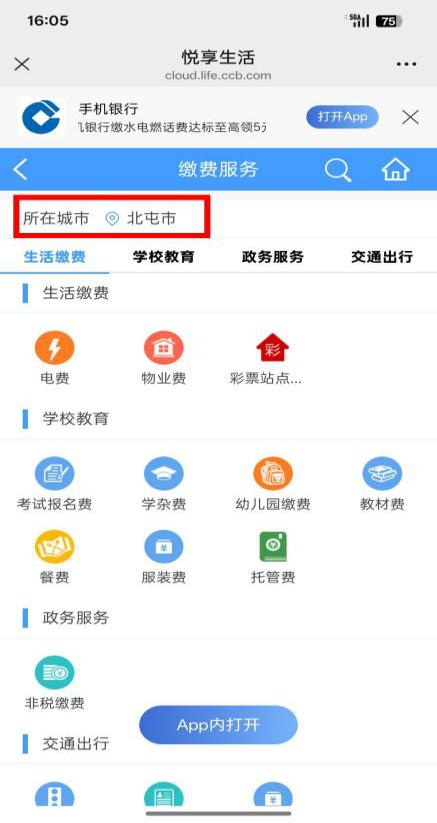 16:05
5GA 75
悦享生活
cloud.life.ccb.com
手机银行
机银行缴水电燃话费达标至高领5元
打开App
缴费服务
所在城市 北屯市
生活缴费 学校教育 政务服务 交通出行
生活缴费
彩
电费 物业费 彩票站点...
学校教育
考试报名费 学杂费 幼儿园缴费 教材费
餐费 服装费 托管费
政务服务
非税缴费
App内打开
交通出行